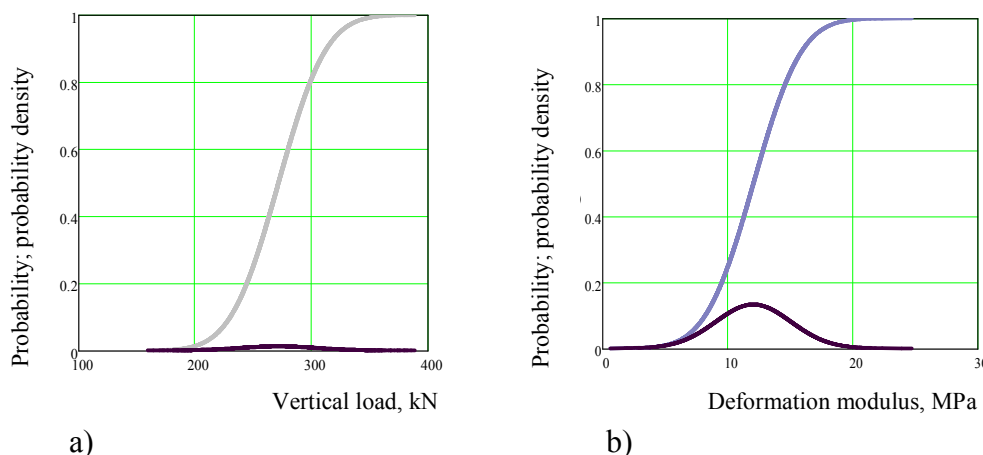 Probability; probability density
1
0.8
0.6
0.4
0.2
0
100 200 300 400
Vertical load, kN
a)
Probability; probability density
1
0.8
0.6
0.4
0.2
0
0 10 20 30
Deformation modulus, MPa
b)